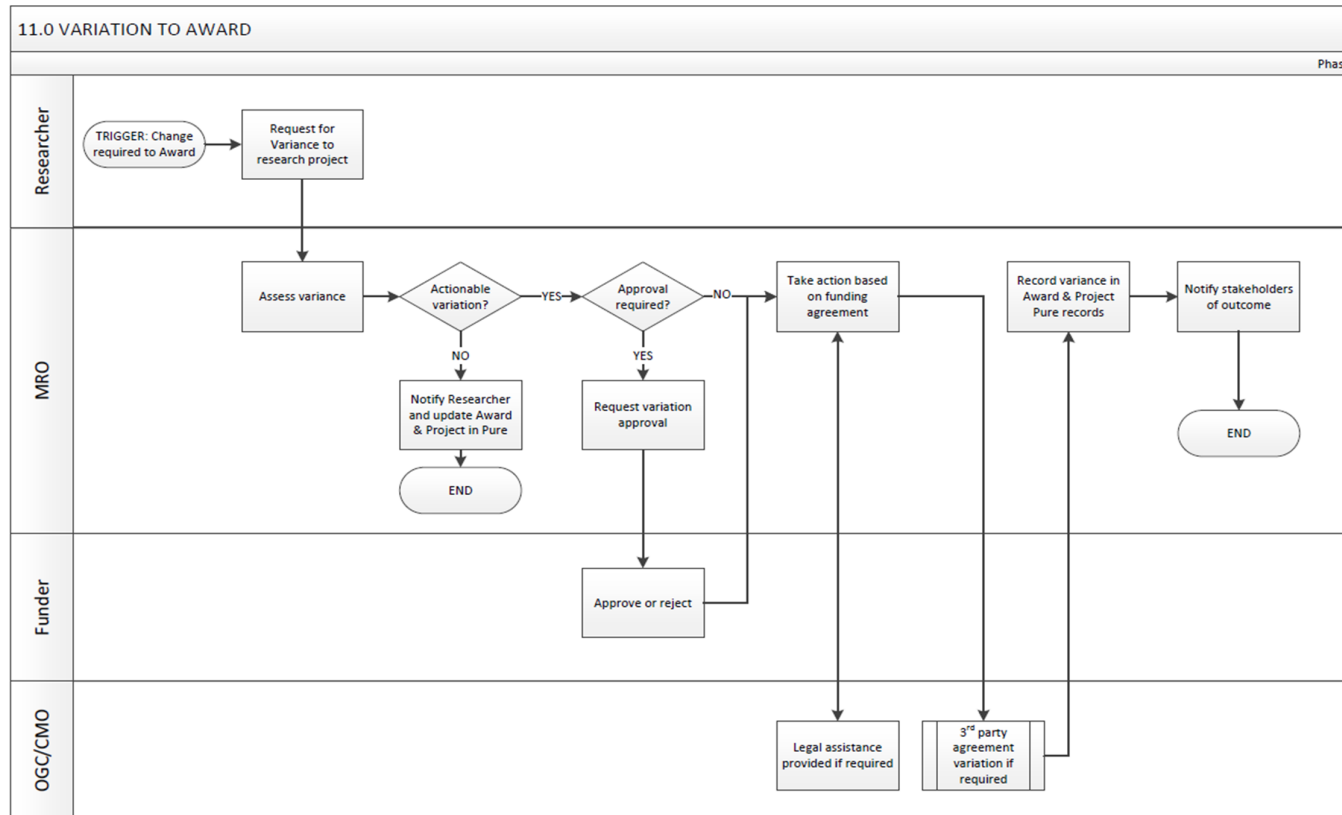 11.0 VARIATION TO AWARD
Phas
Researcher
TRIGGER: Change
required to Award
Request for
Variance to
research project
MRO
Assess variance
Actionable
variation?
YES
Approval
required?
NO
Take action based
on funding
agreement
Record variance in
Award & Project
Pure records
Notify stakeholders
of outcome
NO
YES
Notify Researcher
and update Award
& Project in Pure
Request variation
approval
END
END
Funder
Approve or reject
OGC/CMO
Legal assistance
provided if required
3rd party
agreement
variation if
required